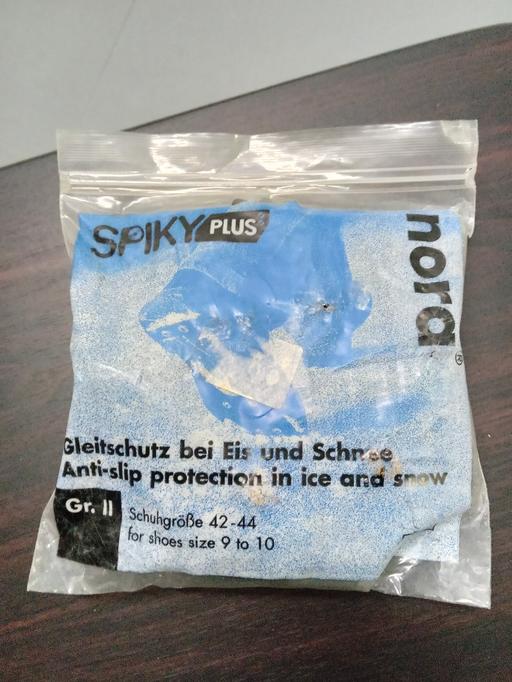 SPIKY PLUS
nora®
Gleitschutz bei Eis und Schnee
Anti-slip protection in ice and snow
Gr. II
Schuhgröße 42-44
for shoes size 9 to 10